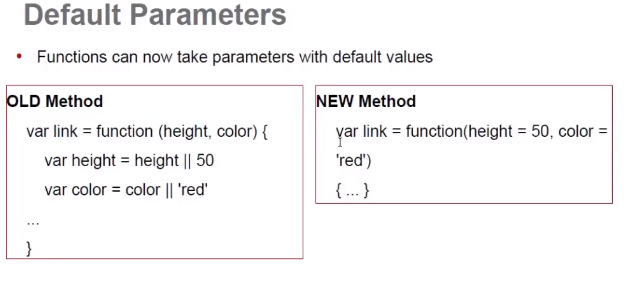 Default Parameters
• Functions can now take parameters with default values
OLD Method
var link = function (height, color) {
var height = height || 50
var color = color || 'red'
...
}
NEW Method
var link = function(height = 50, color =
'red')
{ ... }